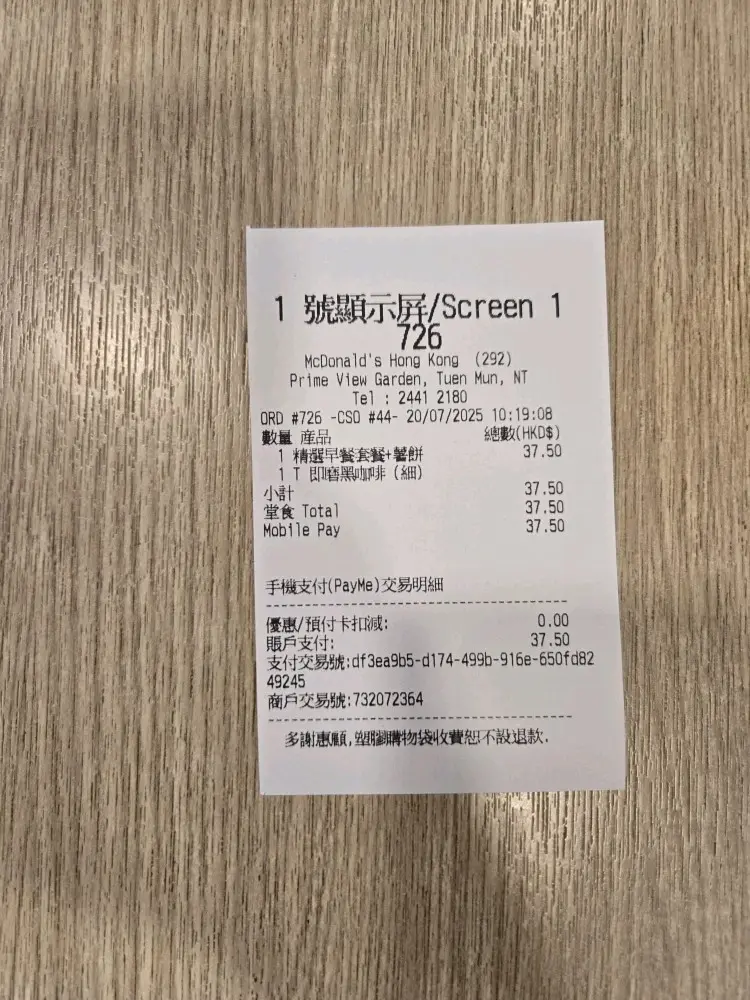 1 號顯示屏/Screen 1
726
McDonald's Hong Kong (292)
Prime View Garden, Tuen Mun, NT
Tel : 2441 2180
ORD #726 -CSO #44- 20/07/2025 10:19:08
數量 產品 總數(HKD$)
1 精選早餐套餐+薯餅 37.50
1 T 即磨黑咖啡 (細)
小計 37.50
堂食 Total 37.50
Mobile Pay 37.50
手機支付(PayMe)交易明細
優惠/預付卡扣減: 0.00
賬戶支付: 37.50
支付交易號:df3ea9b5-d174-499b-916e-650fd82
49245
商戶交易號:732072364
多謝惠顧,塑膠購物袋收費恕不設退款.